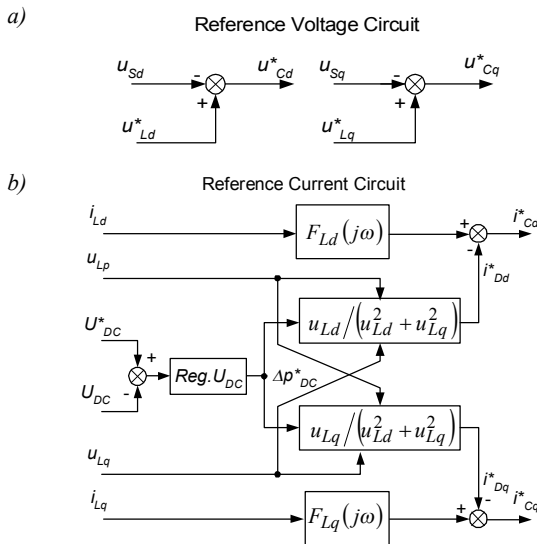 a)
Reference Voltage Circuit
u_Sd - u*_Cd u_Sq - u*_Cq
+ +
u*_Ld u*_Lq
b)
Reference Current Circuit
i_Ld F_Ld(jω) + i*_Cd
-
u_Lp i*_Dd
u_Ld/(u²_Ld+u²_Lq)
U*_DC
+ Reg.U_DC Δp*_DC
-
U_DC
u_Lq/(u²_Ld+u²_Lq)
u_Lq
i*_Dq
i_Lq F_Lq(jω) + - i*_Cq